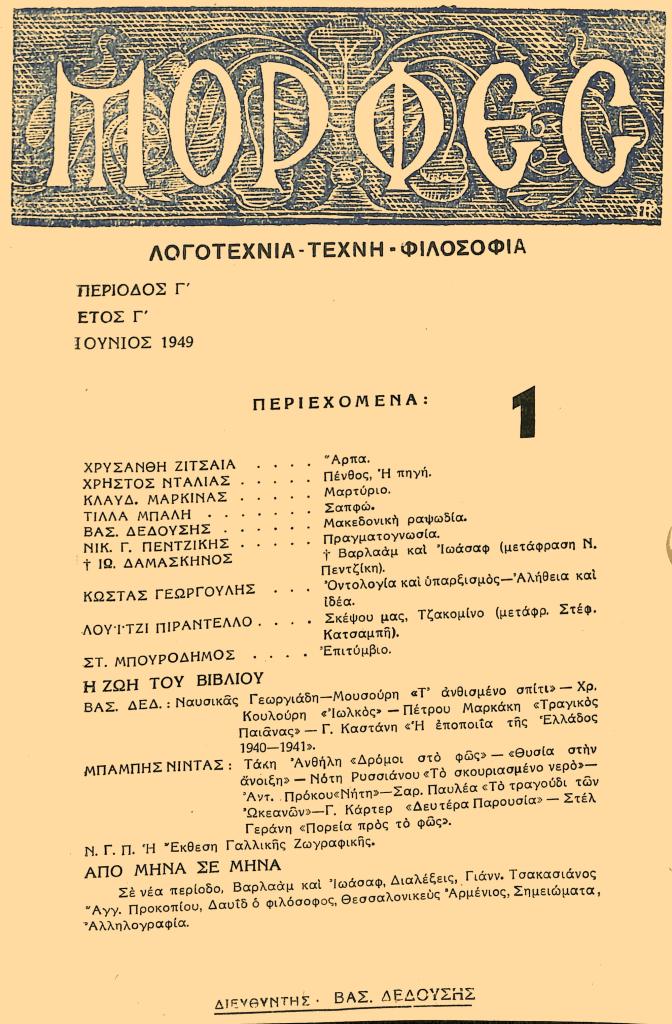 ΜΟΡΦΕС
ΛΟΓΟΤΕΧΝΙΑ - ΤΕΧΝΗ - ΦΙΛΟΣΟΦΙΑ
ΠΕΡΙΟΔΟΣ Γ΄
ΕΤΟΣ Γ΄
ΙΟΥΝΙΟΣ 1949
ΠΕΡΙΕΧΟΜΕΝΑ: 1
ΧΡΥΣΑΝΘΗ ΖΙΤΣΑΙΑ . . . . Ἅρπα.
ΧΡΗΣΤΟΣ ΝΤΑΛΙΑΣ . . . . Πένθος, Ἡ πηγή.
ΚΛΑΥΔ. ΜΑΡΚΙΝΑΣ . . . . Μαρτύριο.
ΤΙΛΛΑ ΜΠΑΛΗ . . . . . . Σαπφώ.
ΒΑΣ. ΔΕΔΟΥΣΗΣ . . . . . Μακεδονική ραψωδία.
ΝΙΚ. Γ. ΠΕΝΤΖΙΚΗΣ . . . . Πραγματογνωσία.
† ΙΩ. ΔΑΜΑΣΚΗΝΟΣ † Βαρλαὰμ καὶ Ἰωάσαφ (μετάφραση Ν.
Πεντζίκη).
ΚΩΣΤΑΣ ΓΕΩΡΓΟΥΛΗΣ . . . Ὀντολογία καὶ ὑπαρξισμὸς—Ἀλήθεια καὶ
ἰδέα.
ΛΟΥ·Ι·ΤΖΙ ΠΙΡΑΝΤΕΛΛΟ . . . . Σκέψου μας, Τζακομίνο (μετάφρ. Στέφ.
Κατσαμπῆ).
ΣΤ. ΜΠΟΥΡΟΔΗΜΟΣ . . . . Ἐπιτύμβιο.
Η ΖΩΗ ΤΟΥ ΒΙΒΛΙΟΥ
ΒΑΣ. ΔΕΔ.: Ναυσικᾶς Γεωργιάδη—Μουσούρη «Τ' ἀνθισμένο σπίτι» — Χρ.
Κουλούρη «Ἰωλκὸς» — Πέτρου Μαρκάκη «Τραγικὸς
Παιᾶνας» — Γ. Καστάνη «Ἡ ἐποποιΐα τῆς Ἑλλάδος
1940—1941».
ΜΠΑΜΠΗΣ ΝΙΝΤΑΣ: Τάκη Ἀνθήλη «Δρόμοι στὸ φῶς» — «Θυσία στὴν
ἄνοιξη» — Νότη Ρυσσιάνου «Τὸ σκουριασμένο νερὸ»—
Ἀντ. Πρόκου «Νήτη»—Σαρ. Παυλέα «Τὸ τραγούδι τῶν
Ὠκεανῶν»—Γ. Κάρτερ «Δευτέρα Παρουσία» — Στέλ
Γεράνη «Πορεία πρὸς τὸ φῶς».
Ν. Γ. Π. Ἡ Ἔκθεση Γαλλικῆς Ζωγραφικῆς.
ΑΠΟ ΜΗΝΑ ΣΕ ΜΗΝΑ
Σὲ νέα περίοδο, Βαρλαὰμ καὶ Ἰωάσαφ, Διαλέξεις, Γιάνν. Τσακασιάνος
Ἀγγ. Προκοπίου, Δαυῒδ ὁ φιλόσοφος, Θεσσαλονικεὺς Ἀρμένιος, Σημειώματα,
Ἀλληλογραφία.
ΔΙΕΥΘΥΝΤΗΣ · ΒΑΣ. ΔΕΔΟΥΣΗΣ